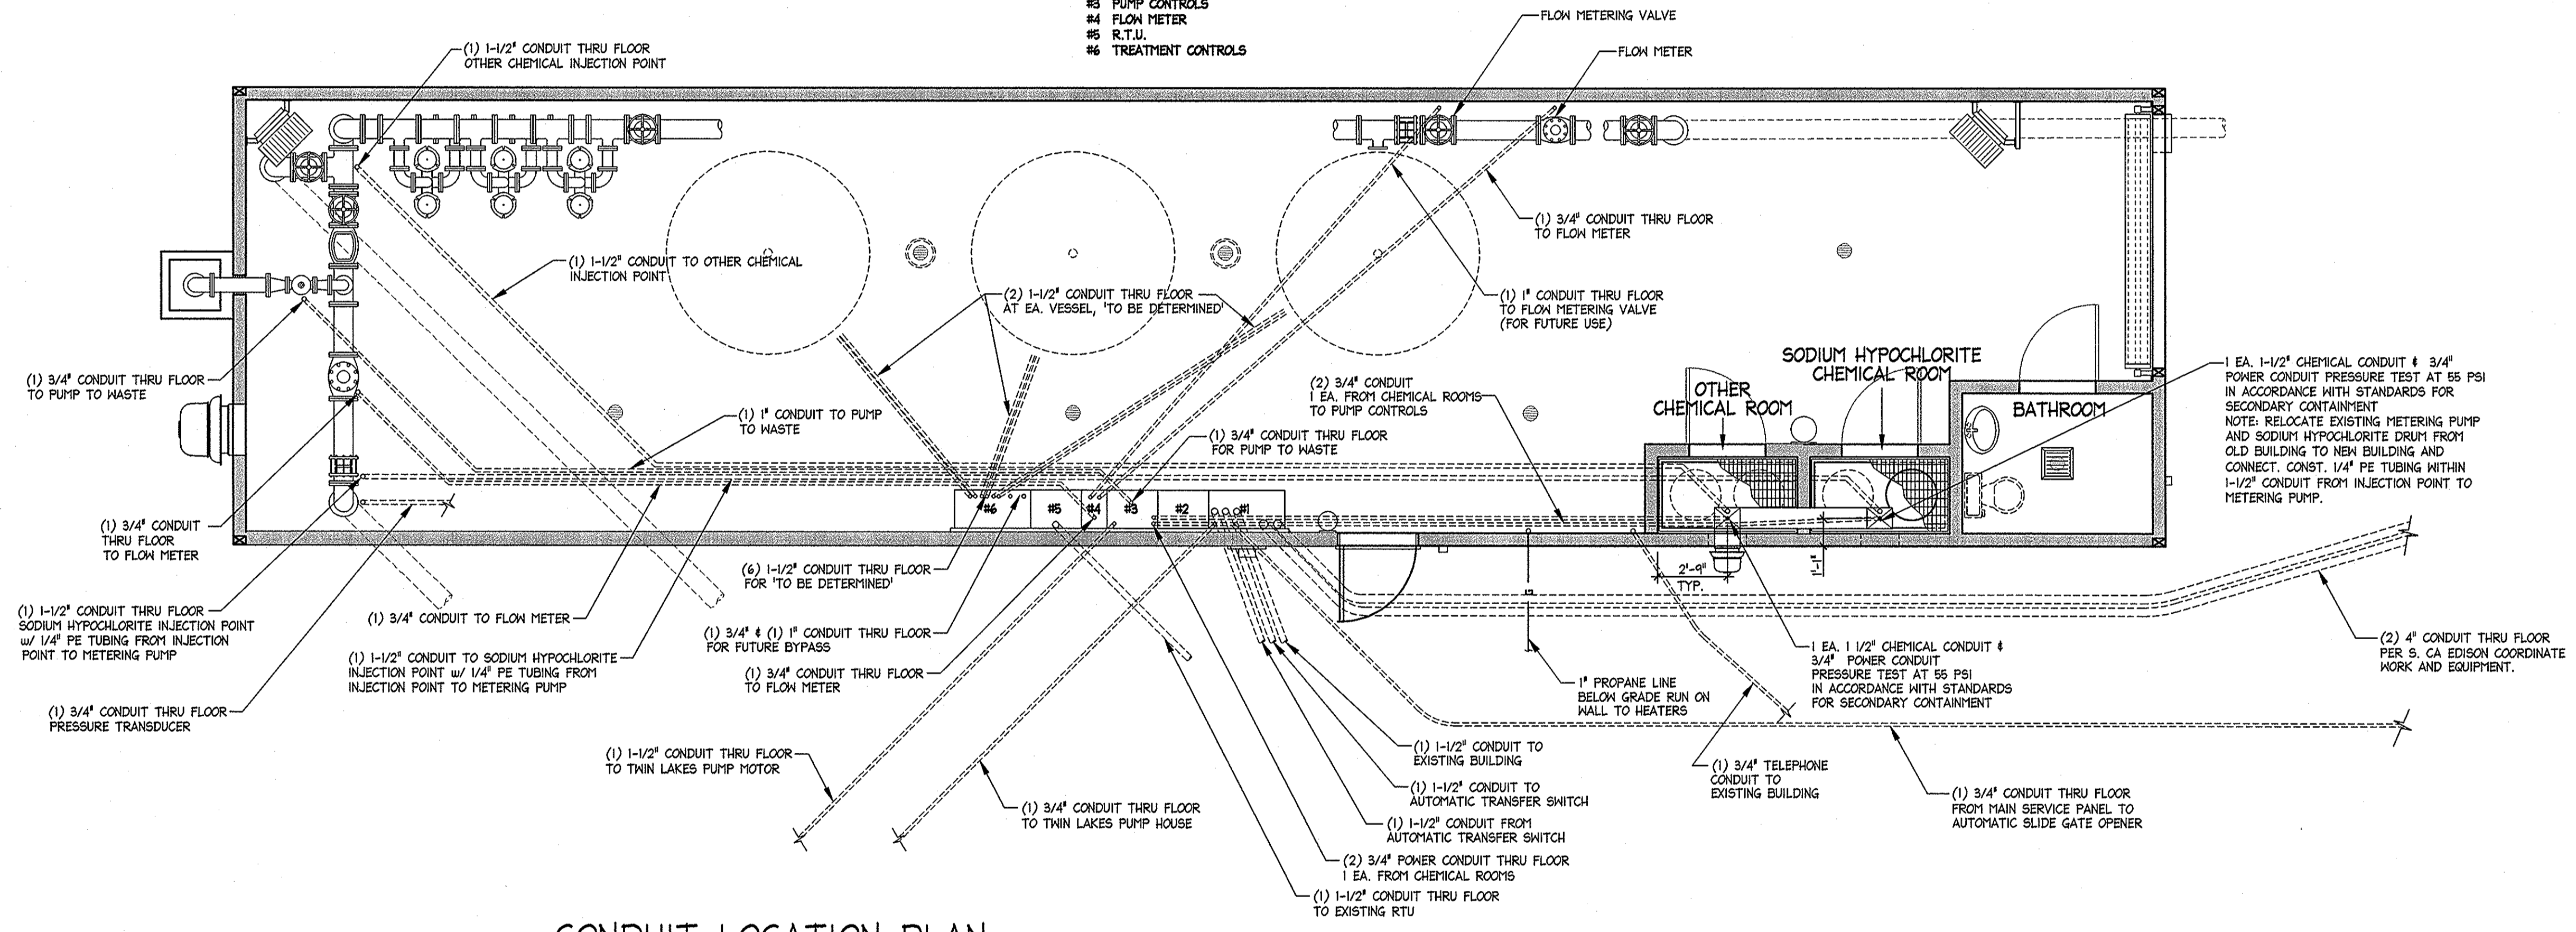 #3 PUMP CONTROLS
#4 FLOW METER
#5 R.T.U.
#6 TREATMENT CONTROLS
FLOW METERING VALVE
FLOW METER
(1) 1-1/2" CONDUIT THRU FLOOR
OTHER CHEMICAL INJECTION POINT
(1) 3/4" CONDUIT THRU FLOOR
TO FLOW METER
(1) 1-1/2" CONDUIT TO OTHER CHEMICAL
INJECTION POINT
(2) 1-1/2" CONDUIT THRU FLOOR
AT EA. VESSEL, 'TO BE DETERMINED'
(1) 1" CONDUIT THRU FLOOR
TO FLOW METERING VALVE
(FOR FUTURE USE)
(1) 3/4" CONDUIT THRU FLOOR
TO PUMP TO WASTE
(1) 1" CONDUIT TO PUMP
TO WASTE
(2) 3/4" CONDUIT
1 EA. FROM CHEMICAL ROOMS
TO PUMP CONTROLS
(1) 3/4" CONDUIT THRU FLOOR
FOR PUMP TO WASTE
OTHER
CHEMICAL ROOM
SODIUM HYPOCHLORITE
CHEMICAL ROOM
BATHROOM
1 EA. 1-1/2" CHEMICAL CONDUIT & 3/4"
POWER CONDUIT PRESSURE TEST AT 55 PSI
IN ACCORDANCE WITH STANDARDS FOR
SECONDARY CONTAINMENT
NOTE: RELOCATE EXISTING METERING PUMP
AND SODIUM HYPOCHLORITE DRUM FROM
OLD BUILDING TO NEW BUILDING AND
CONNECT. CONST. 1/4" PE TUBING WITHIN
1-1/2" CONDUIT FROM INJECTION POINT TO
METERING PUMP.
#6
#5
#4
#3
#2
#1
(1) 3/4" CONDUIT
THRU FLOOR
TO FLOW METER
(1) 1-1/2" CONDUIT THRU FLOOR
SODIUM HYPOCHLORITE INJECTION POINT
w/ 1/4" PE TUBING FROM INJECTION
POINT TO METERING PUMP
(1) 3/4" CONDUIT THRU FLOOR
PRESSURE TRANSDUCER
(1) 3/4" CONDUIT TO FLOW METER
(1) 1-1/2" CONDUIT TO SODIUM HYPOCHLORITE
INJECTION POINT w/ 1/4" PE TUBING FROM
INJECTION POINT TO METERING PUMP
(6) 1-1/2" CONDUIT THRU FLOOR
FOR 'TO BE DETERMINED'
(1) 3/4" & (1) 1" CONDUIT THRU FLOOR
FOR FUTURE BYPASS
(1) 3/4" CONDUIT THRU FLOOR
TO FLOW METER
(1) 1-1/2" CONDUIT THRU FLOOR
TO TWIN LAKES PUMP MOTOR
(1) 3/4" CONDUIT THRU FLOOR
TO TWIN LAKES PUMP HOUSE
G
2'-9"
TYP.
1'-1"
1" PROPANE LINE
BELOW GRADE RUN ON
WALL TO HEATERS
1 EA. 1 1/2" CHEMICAL CONDUIT &
3/4" POWER CONDUIT
PRESSURE TEST AT 55 PSI
IN ACCORDANCE WITH STANDARDS
FOR SECONDARY CONTAINMENT
(2) 4" CONDUIT THRU FLOOR
PER S. CA EDISON COORDINATE
WORK AND EQUIPMENT.
(1) 1-1/2" CONDUIT TO
EXISTING BUILDING
(1) 1-1/2" CONDUIT TO
AUTOMATIC TRANSFER SWITCH
(1) 1-1/2" CONDUIT FROM
AUTOMATIC TRANSFER SWITCH
(2) 3/4" POWER CONDUIT THRU FLOOR
1 EA. FROM CHEMICAL ROOMS
(1) 1-1/2" CONDUIT THRU FLOOR
TO EXISTING RTU
(1) 3/4" TELEPHONE
CONDUIT TO
EXISTING BUILDING
(1) 3/4" CONDUIT THRU FLOOR
FROM MAIN SERVICE PANEL TO
AUTOMATIC SLIDE GATE OPENER
CONDUIT LOCATION PLAN